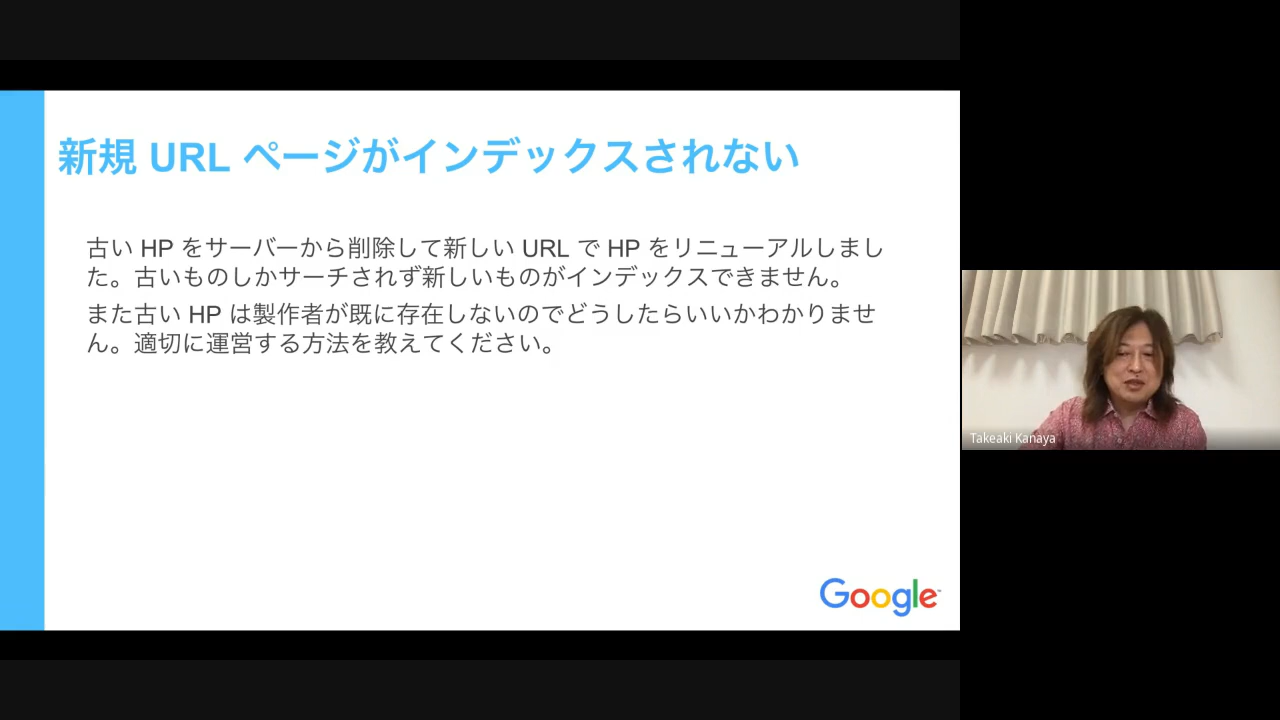 新規 URL ページがインデックスされない
古い HP をサーバーから削除して新しい URL で HP をリニューアルしまし
た。古いものしかサーチされず新しいものがインデックスできません。
また古い HP は製作者が既に存在しないのでどうしたらいいかわかりませ
ん。適切に運営する方法を教えてください。
Google
Takeaki Kanaya